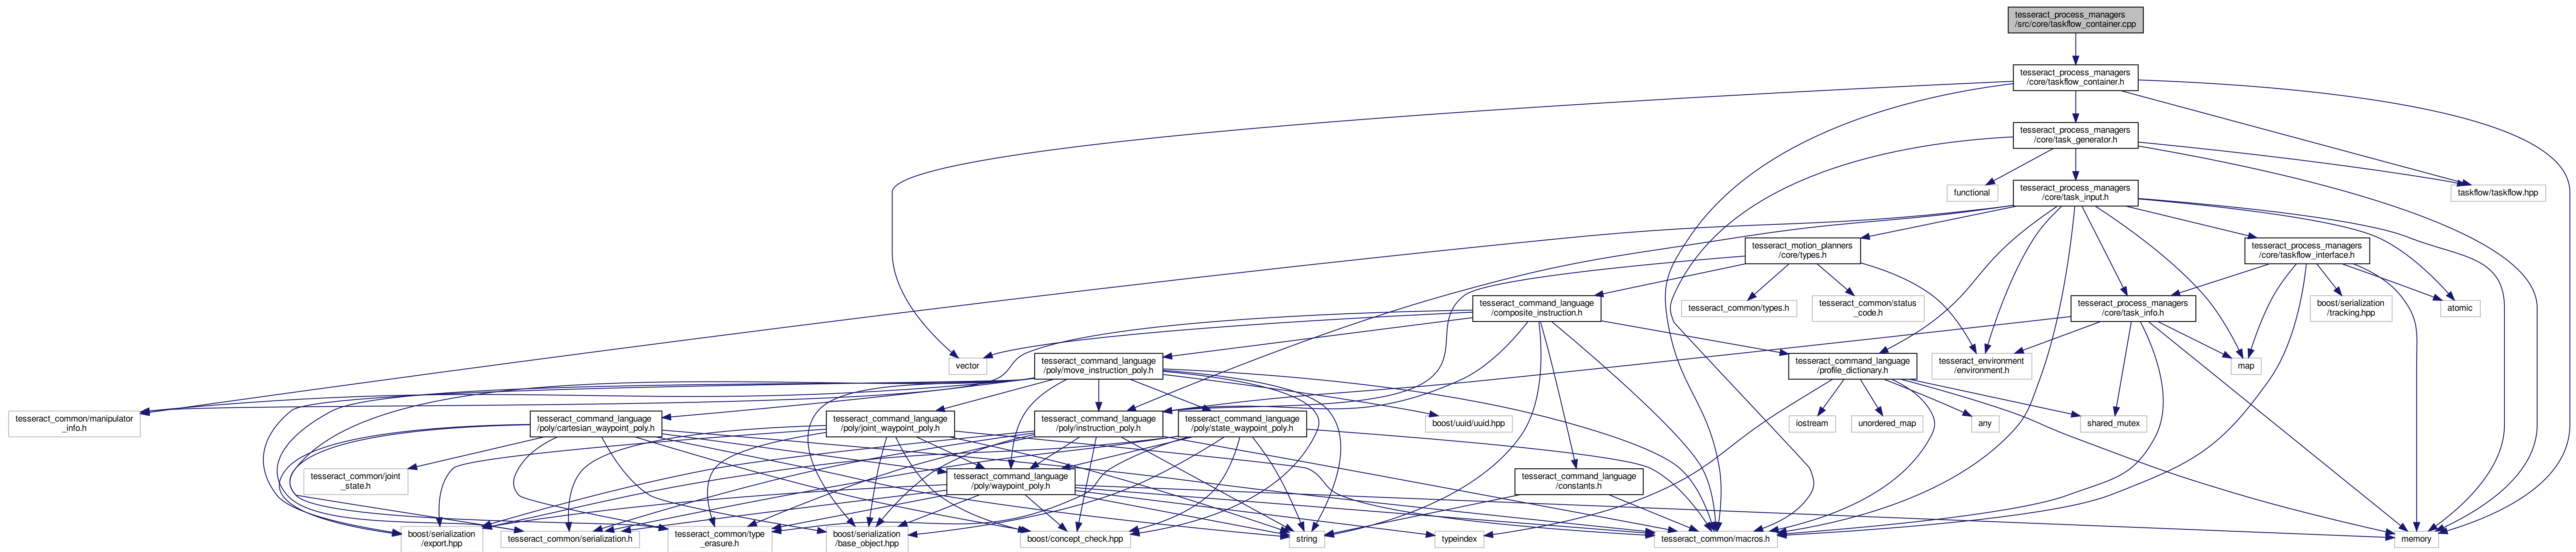 tesseract_process_managers
/src/core/taskflow_container.cpp
tesseract_process_managers
/core/taskflow_container.h
tesseract_process_managers
/core/task_generator.h
functional
tesseract_process_managers
/core/task_input.h
taskflow/taskflow.hpp
tesseract_motion_planners
/core/types.h
tesseract_process_managers
/core/taskflow_interface.h
tesseract_command_language
/composite_instruction.h
tesseract_common/types.h
tesseract_common/status
_code.h
tesseract_process_managers
/core/task_info.h
boost/serialization
/tracking.hpp
atomic
vector
tesseract_command_language
/poly/move_instruction_poly.h
tesseract_command_language
/profile_dictionary.h
tesseract_environment
/environment.h
map
tesseract_common/manipulator
_info.h
tesseract_command_language
/poly/cartesian_waypoint_poly.h
tesseract_command_language
/poly/joint_waypoint_poly.h
tesseract_command_language
/poly/instruction_poly.h
tesseract_command_language
/poly/state_waypoint_poly.h
boost/uuid/uuid.hpp
iostream
unordered_map
any
shared_mutex
tesseract_common/joint
_state.h
tesseract_command_language
/poly/waypoint_poly.h
tesseract_command_language
/constants.h
boost/serialization
/export.hpp
tesseract_common/serialization.h
tesseract_common/type
_erasure.h
boost/serialization
/base_object.hpp
boost/concept_check.hpp
string
typeindex
tesseract_common/macros.h
memory